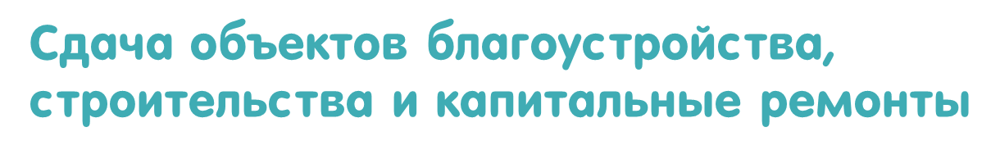 Сдача объектов благоустройства,
строительства и капитальные ремонты